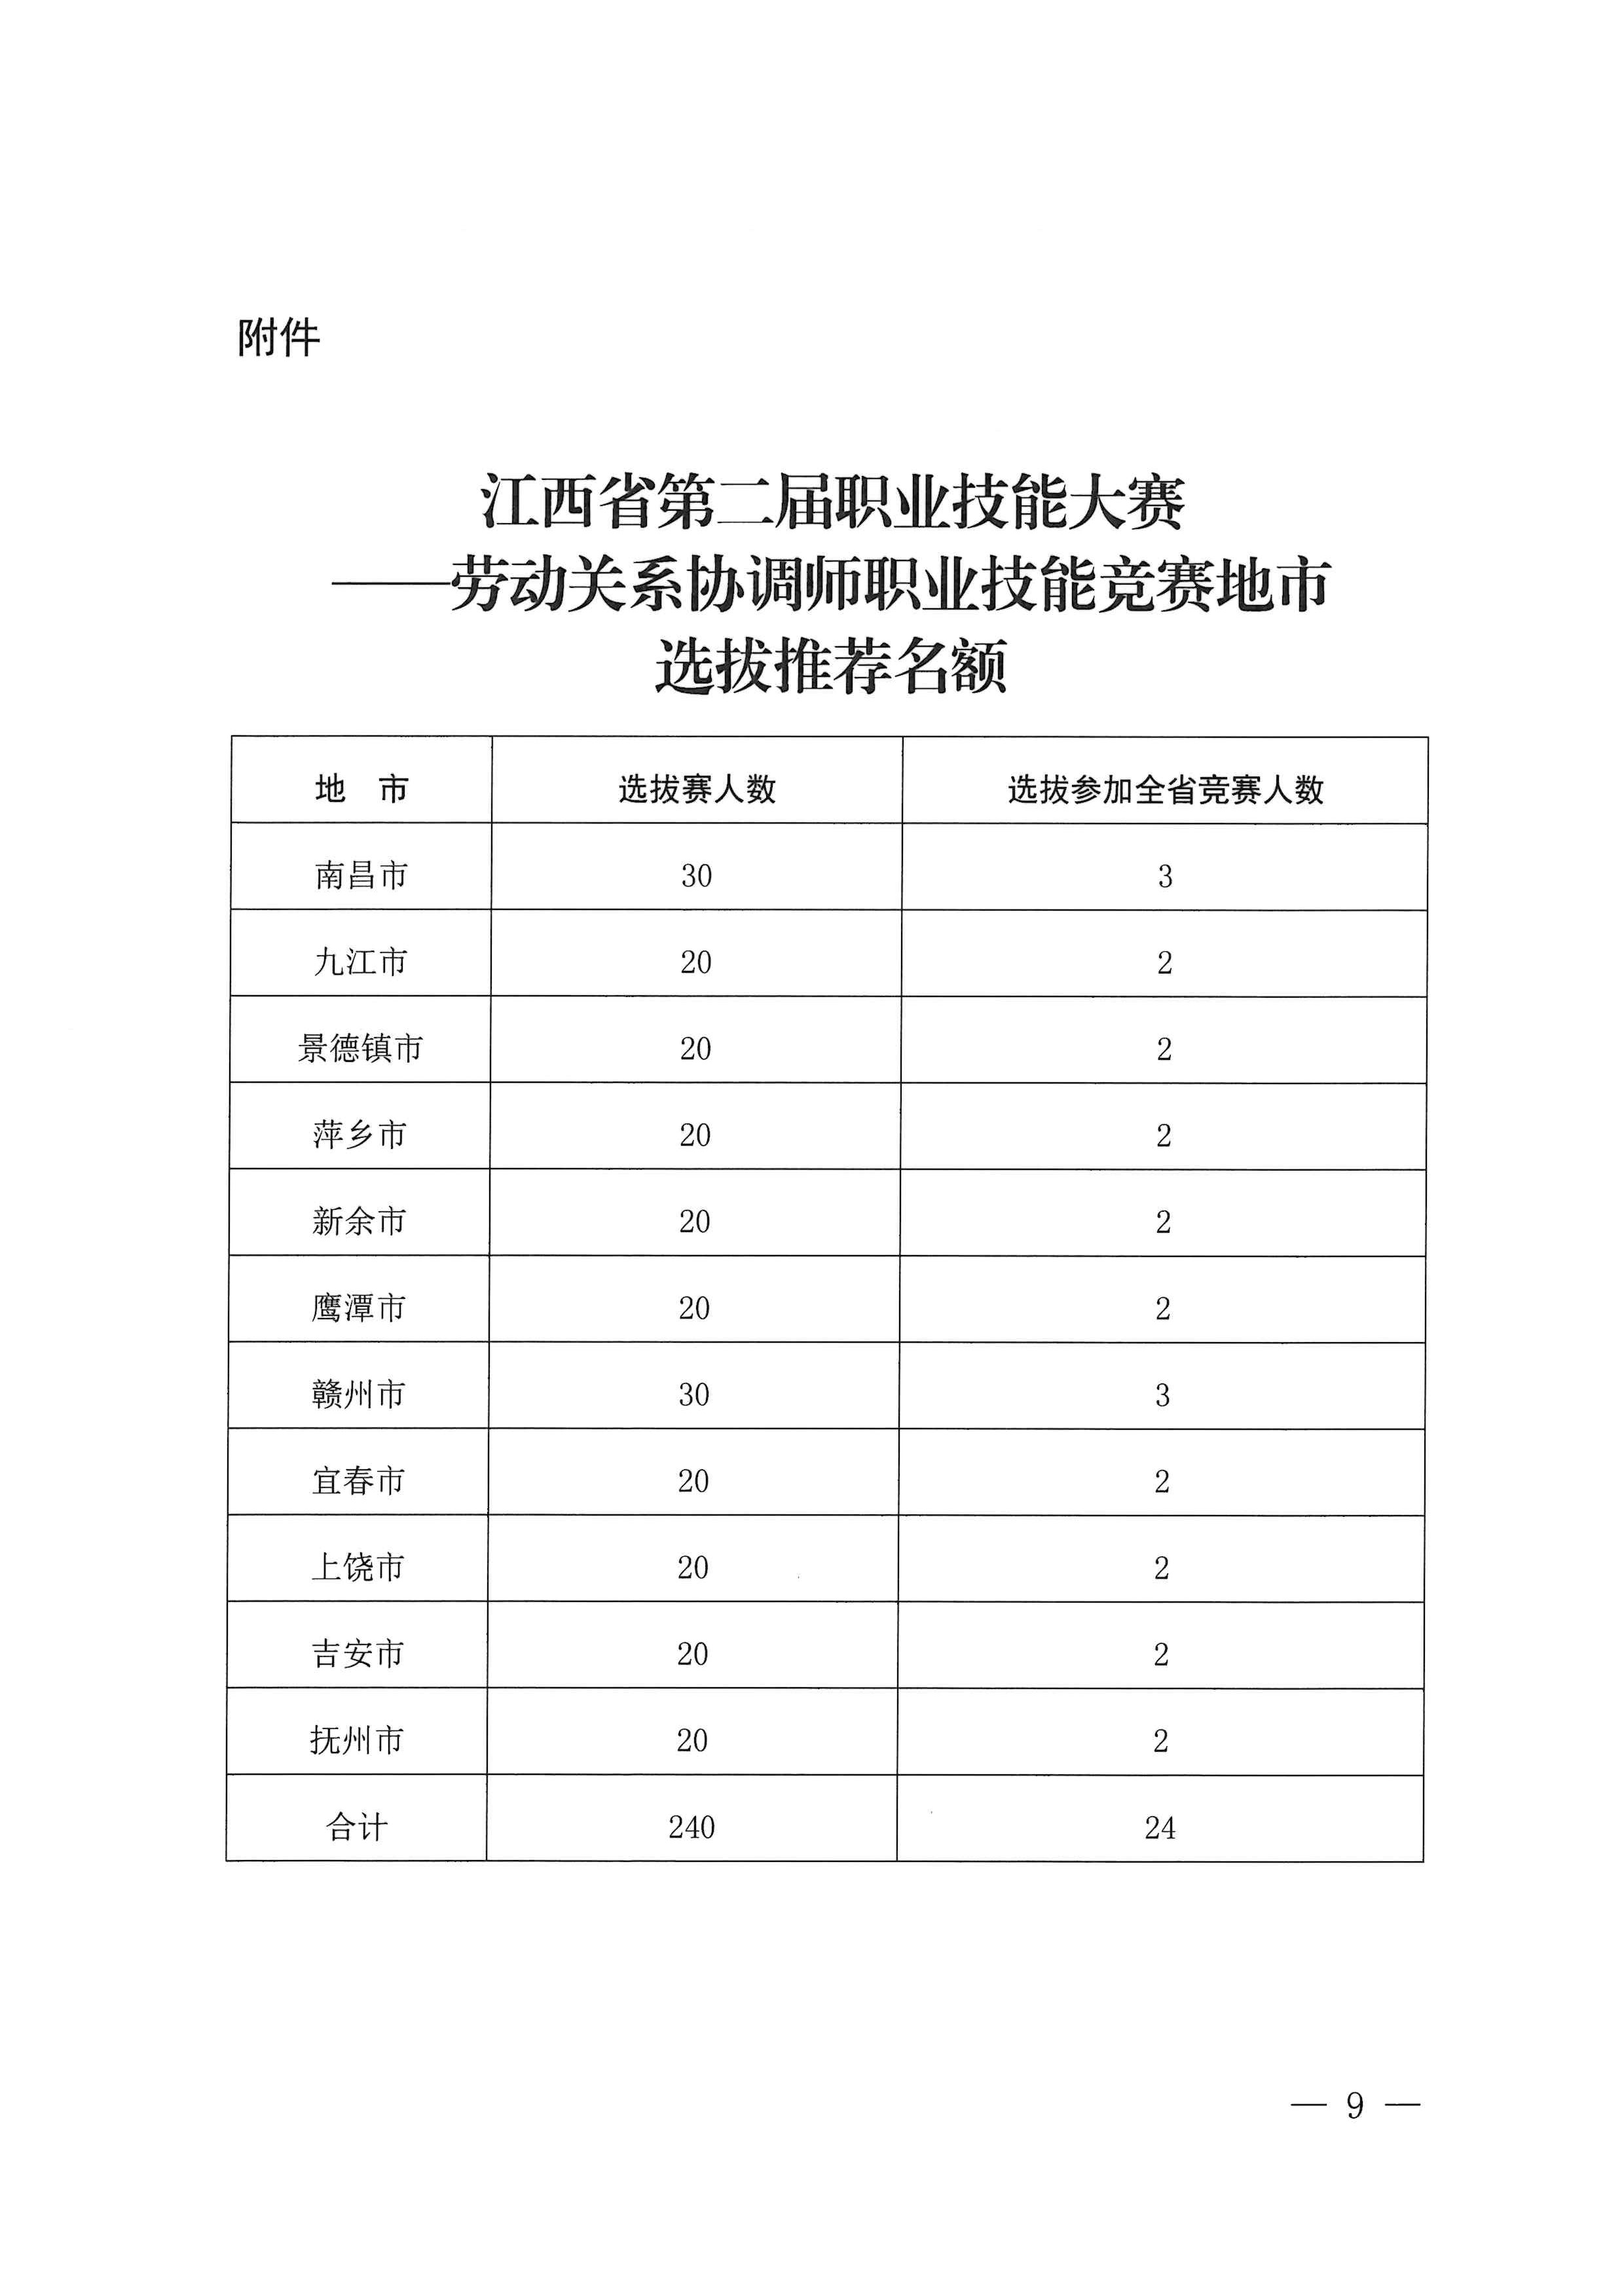 附件
江西省第二届职业技能大赛
——劳动关系协调师职业技能竞赛地市
选拔推荐名额
地 市 选拔赛人数 选拔参加全省竞赛人数
南昌市 30 3
九江市 20 2
景德镇市 20 2
萍乡市 20 2
新余市 20 2
鹰潭市 20 2
赣州市 30 3
宜春市 20 2
上饶市 20 2
吉安市 20 2
抚州市 20 2
合计 240 24
— 9 —